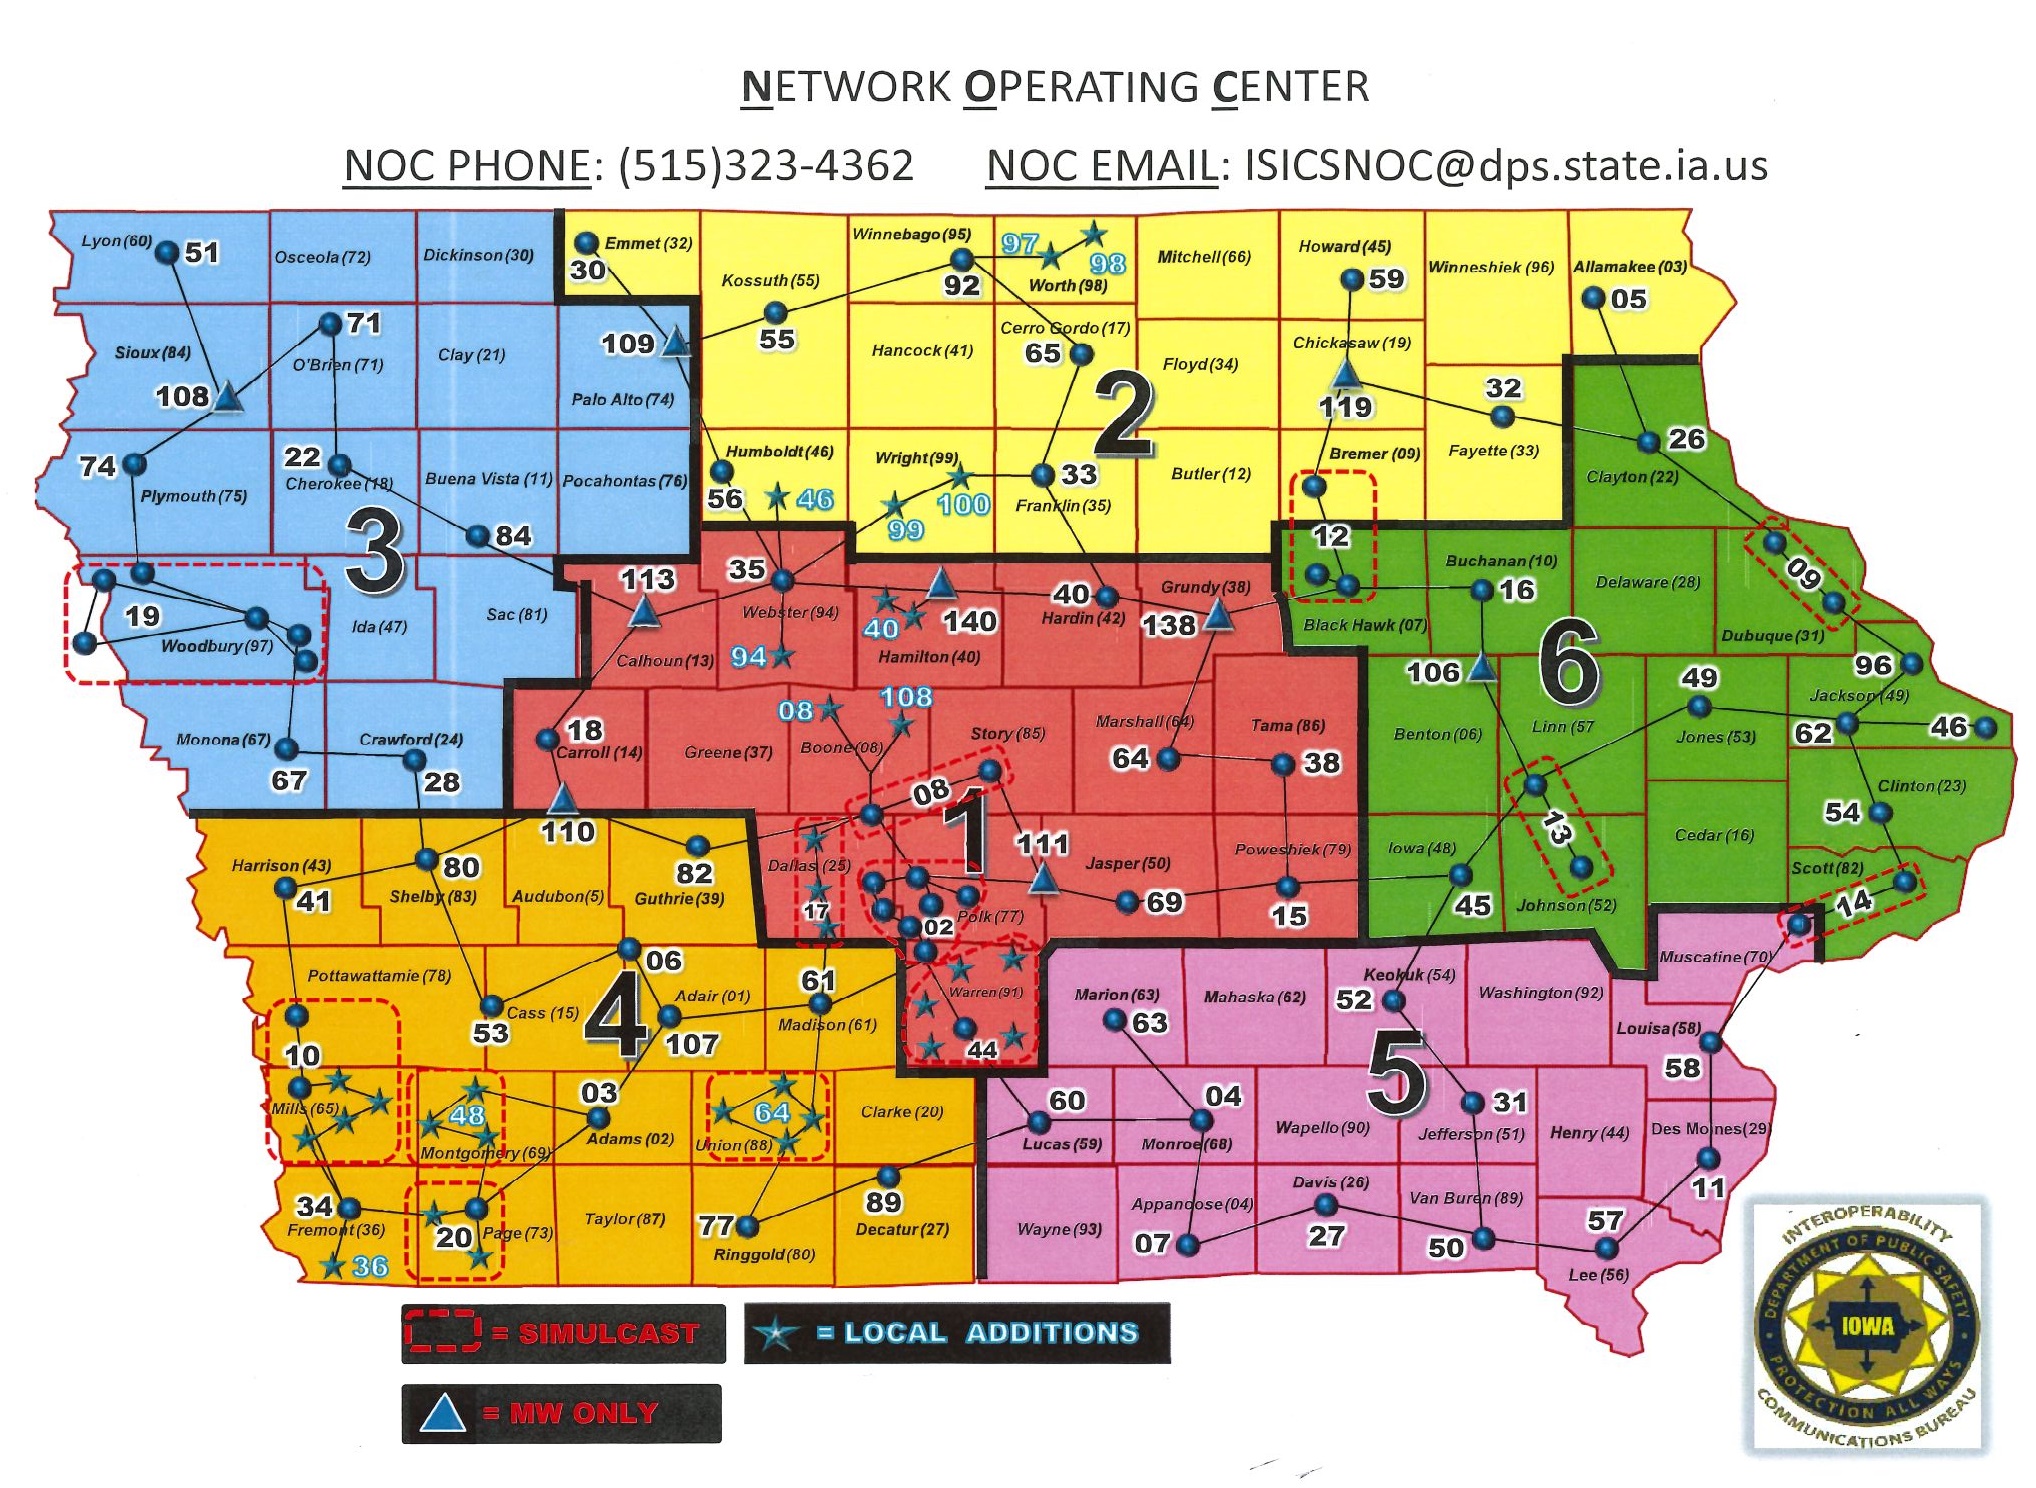 NETWORK OPERATING CENTER
NOC PHONE: (515)323-4362 NOC EMAIL: ISICSNOC@dps.state.ia.us
Lyon(60) 51 Osceola(72) Dickinson(30) 30 Emmet (32) Kossuth(55) Winnebago(95) 92 97 98 Worth(98) Mitchell(66) Howard(45) 59 Winneshiek (96) Allamakee(03) 05
Sioux(84) 108 71 O'Brien(71) Clay(21) Palo Alto(74) 109 55 Hancock(41) Cerro Gordo(17) 65 Floyd(34) Chickasaw (19) 119 32 Fayette(33) 26 Clayton(22)
2
74 Plymouth(75) 22 Cherokee(18) Buena Vista (11) 84 Pocahontas(76) Humboldt(46) 56 46 Wright(99) 99 100 33 Franklin(35) Butler(12) Bremer(09) 12
3
19 Woodbury(97) Ida(47) Sac(81) 113 Calhoun(13) 35 Webster(94) 94 40 140 Hamilton(40) 40 Hardin(42) Grundy(38) 138 Black Hawk(07) Buchanan(10) 16 Delaware(28) 09 Dubuque(31)
6
Monona(67) 67 Crawford(24) 28 18 Carroll(14) Greene(37) 08 Boone(08) 108 Story(85) 08 Marshall(64) 64 Tama(86) 38 Benton(06) 106 Linn(57 49 Jones(53) 96 Jackson(49) 62 46
1
Clinton(23) 54 Cedar(16) 13 Scott(82) 14
Harrison(43) 41 80 Shelby(83) Audubon(5) 110 82 Guthrie(39) Dallas(25) 17 02 Polk(77) 111 Jasper(50) 69 Poweshiek(79) 15 Iowa(48) 45 Johnson(52)
Pottawattamie(78) 10 53 Cass(15) 06 Adair(01) 107 61 Madison(61) Warren(91) 44 Marion(63) 63 Mahaska(62) Keokuk(54) 52 Washington(92) Muscatine(70) Louisa(58) 58
4
5
Mills(65) 48 Montgomery(69) 03 Adams(02) 64 Union(88) Clarke(20) 60 Lucas(59) 04 Monroe(68) Wapello(90) 31 Jefferson(51) Henry(44) Des Moines(29) 11
34 Fremont(36) 36 20 Page(73) Taylor(87) 77 Ringgold(80) 89 Decatur(27) Wayne(93) Appanoose(04) 07 Davis(26) 27 Van Buren(89) 50 57 Lee(56)
= SIMULCAST
= LOCAL ADDITIONS
= MW ONLY
INTEROPERABILITY
DEPARTMENT OF PUBLIC SAFETY
IOWA
PROTECTION ALL WAYS
COMMUNICATIONS BUREAU